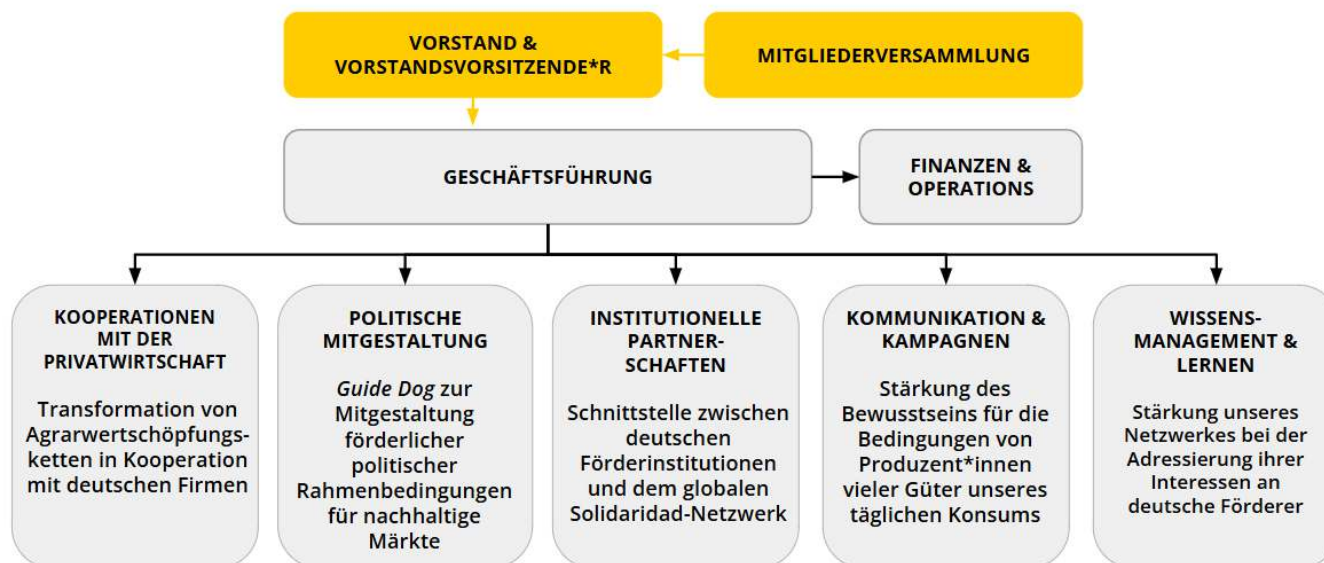 VORSTAND &
VORSTANDSVORSITZENDE*R
MITGLIEDERVERSAMMLUNG
GESCHÄFTSFÜHRUNG
FINANZEN &
OPERATIONS
KOOPERATIONEN
MIT DER
PRIVATWIRTSCHAFT
Transformation von
Agrarwertschöpfungs-
ketten in Kooperation
mit deutschen Firmen
POLITISCHE
MITGESTALTUNG
Guide Dog zur
Mitgestaltung
förderlicher
politischer
Rahmenbedingungen
für nachhaltige
Märkte
INSTITUTIONELLE
PARTNER-
SCHAFTEN
Schnittstelle zwischen
deutschen
Förderinstitutionen
und dem globalen
Solidaridad-Netzwerk
KOMMUNIKATION &
KAMPAGNEN
Stärkung des
Bewusstseins für die
Bedingungen von
Produzent*innen
vieler Güter unseres
täglichen Konsums
WISSENS-
MANAGEMENT &
LERNEN
Stärkung unseres
Netzwerkes bei der
Adressierung ihrer
Interessen an
deutsche Förderer